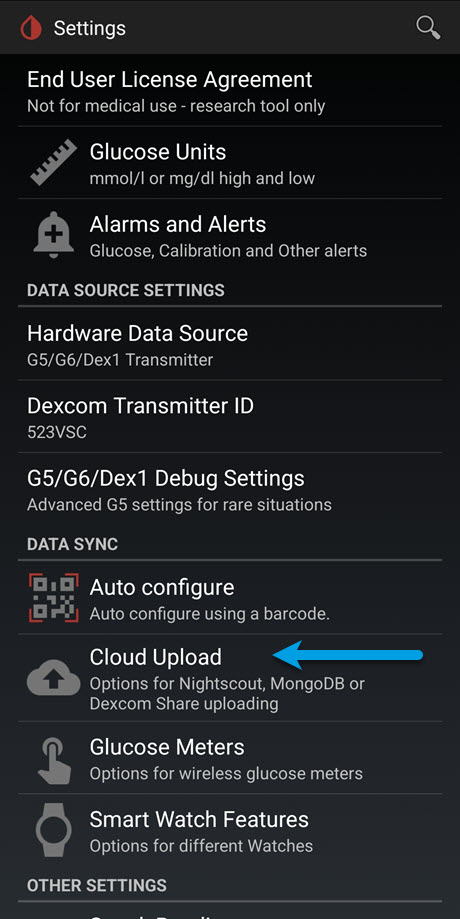 Settings
End User License Agreement
Not for medical use - research tool only
Glucose Units
mmol/l or mg/dl high and low
Alarms and Alerts
Glucose, Calibration and Other alerts
DATA SOURCE SETTINGS
Hardware Data Source
G5/G6/Dex1 Transmitter
Dexcom Transmitter ID
523VSC
G5/G6/Dex1 Debug Settings
Advanced G5 settings for rare situations
DATA SYNC
Auto configure
Auto configure using a barcode.
Cloud Upload
Options for Nightscout, MongoDB or
Dexcom Share uploading
Glucose Meters
Options for wireless glucose meters
Smart Watch Features
Options for different Watches
OTHER SETTINGS